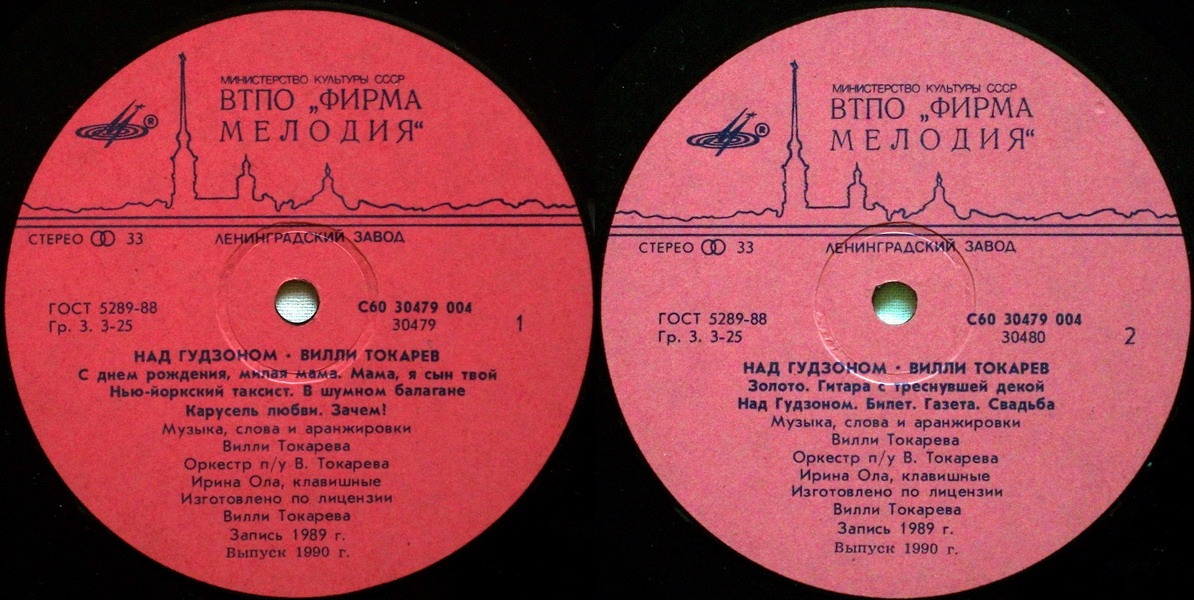 МИНИСТЕРСТВО КУЛЬТУРЫ СССР
ВТПО „ФИРМА
МЕЛОДИЯ“
®
СТЕРЕО 33
ЛЕНИНГРАДСКИЙ ЗАВОД
ГОСТ 5289-88
Гр. 3. 3-25
С60 30479 004
30479
1
НАД ГУДЗОНОМ · ВИЛЛИ ТОКАРЕВ
С днем рождения, милая мама. Мама, я сын твой
Нью-йоркский таксист. В шумном балагане
Карусель любви. Зачем!
Музыка, слова и аранжировки
Вилли Токарева
Оркестр п/у В. Токарева
Ирина Ола, клавишные
Изготовлено по лицензии
Вилли Токарева
Запись 1989 г.
Выпуск 1990 г.
МИНИСТЕРСТВО КУЛЬТУРЫ СССР
ВТПО „ФИРМА
МЕЛОДИЯ“
®
СТЕРЕО 33
ЛЕНИНГРАДСКИЙ ЗАВОД
ГОСТ 5289-88
Гр. 3. 3-25
С60 30479 004
30480
2
НАД ГУДЗОНОМ · ВИЛЛИ ТОКАРЕВ
Золото. Гитара с треснувшей декой
Над Гудзоном. Билет. Газета. Свадьба
Музыка, слова и аранжировки
Вилли Токарева
Оркестр п/у В. Токарева
Ирина Ола, клавишные
Изготовлено по лицензии
Вилли Токарева
Запись 1989 г.
Выпуск 1990 г.